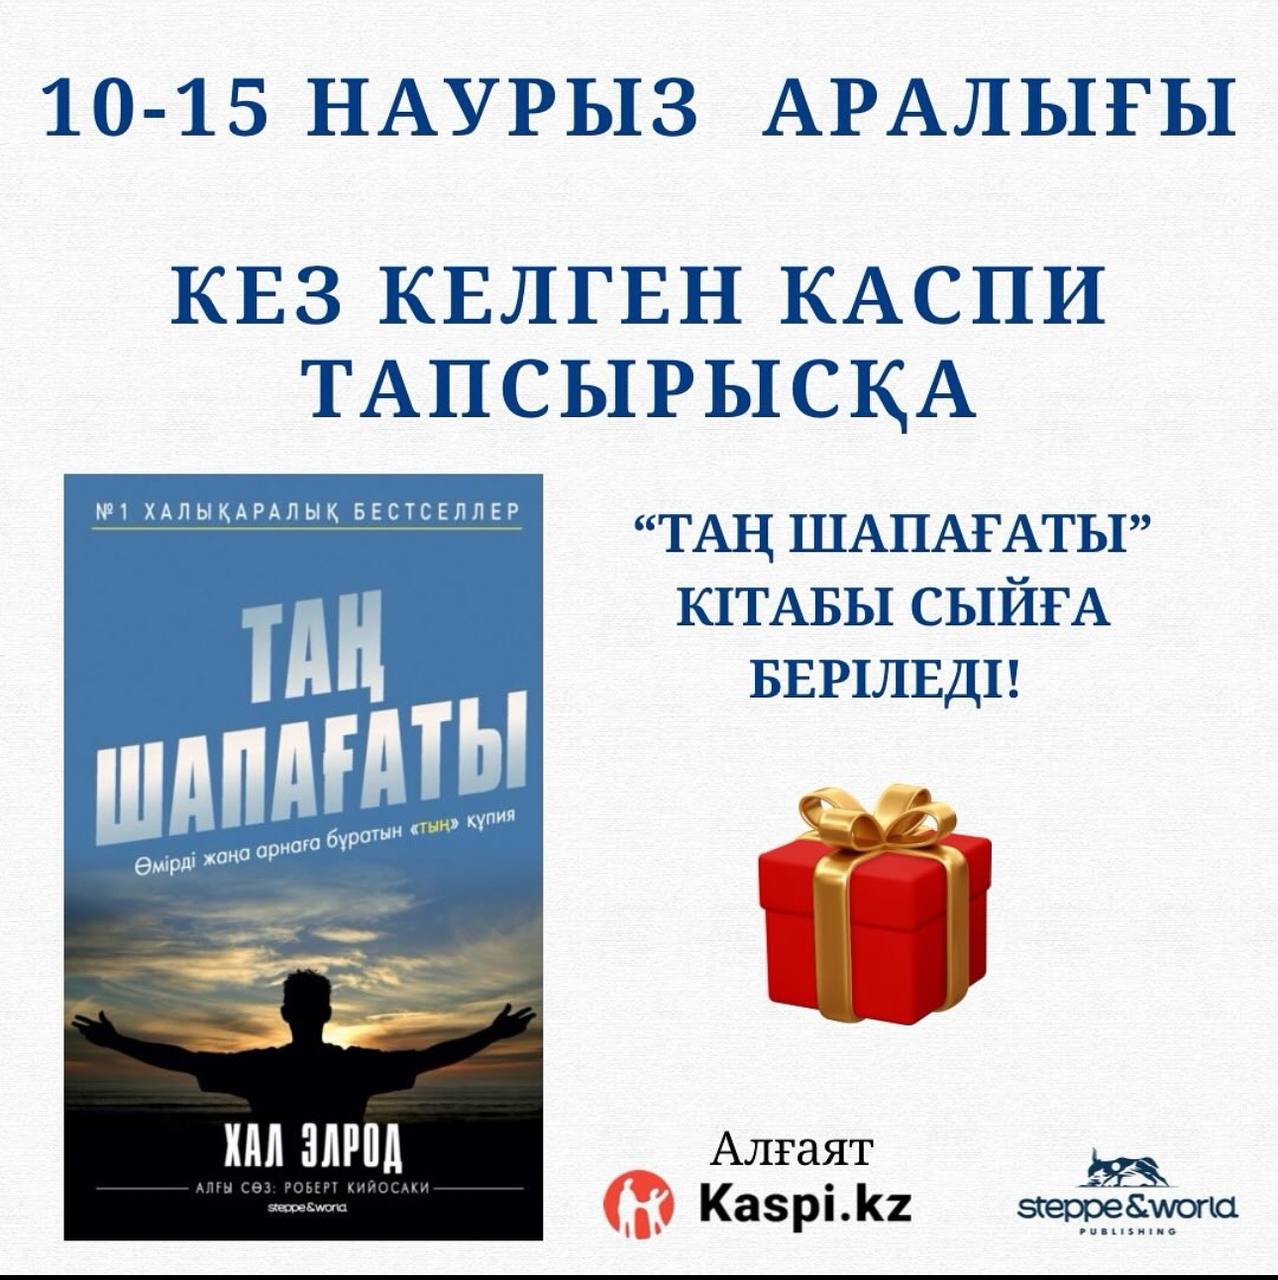 10-15 НАУРЫЗ АРАЛЫҒЫ
КЕЗ КЕЛГЕН КАСПИ
ТАПСЫРЫСҚА
№1 ХАЛЫҚАРАЛЫҚ БЕСТСЕЛЛЕР
ТАҢ
ШАПАҒАТЫ
Өмірді жаңа арнаға бұратын «тың» құпия
ХАЛ ЭЛРОД
АЛҒЫ СӨЗ: РОБЕРТ КИЙОСАКИ
steppe&world
“ТАҢ ШАПАҒАТЫ”
КІТАБЫ СЫЙҒА
БЕРІЛЕДІ!
Алғаят
Kaspi.kz
steppe&world
PUBLISHING